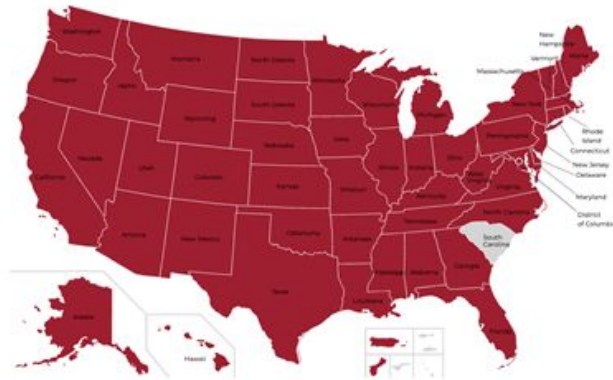 Washington
New
Hampshire
Vermont
Maine
Montana
North Dakota
Minnesota
Massachusetts
Oregon
Idaho
South Dakota
Wisconsin
Michigan
New York
Wyoming
Rhode
Island
Connecticut
Iowa
Nebraska
Pennsylvania
New Jersey
Delaware
Nevada
Utah
Illinois
Indiana
Ohio
Colorado
West
Virginia
Maryland
California
Kansas
Missouri
Kentucky
Virginia
District
of Columbi
North Carolina
Tennessee
Arizona
New Mexico
Oklahoma
Arkansas
South
Carolina
Mississippi
Alabama
Georgia
Texas
Louisiana
Florida
Alaska
Hawaii